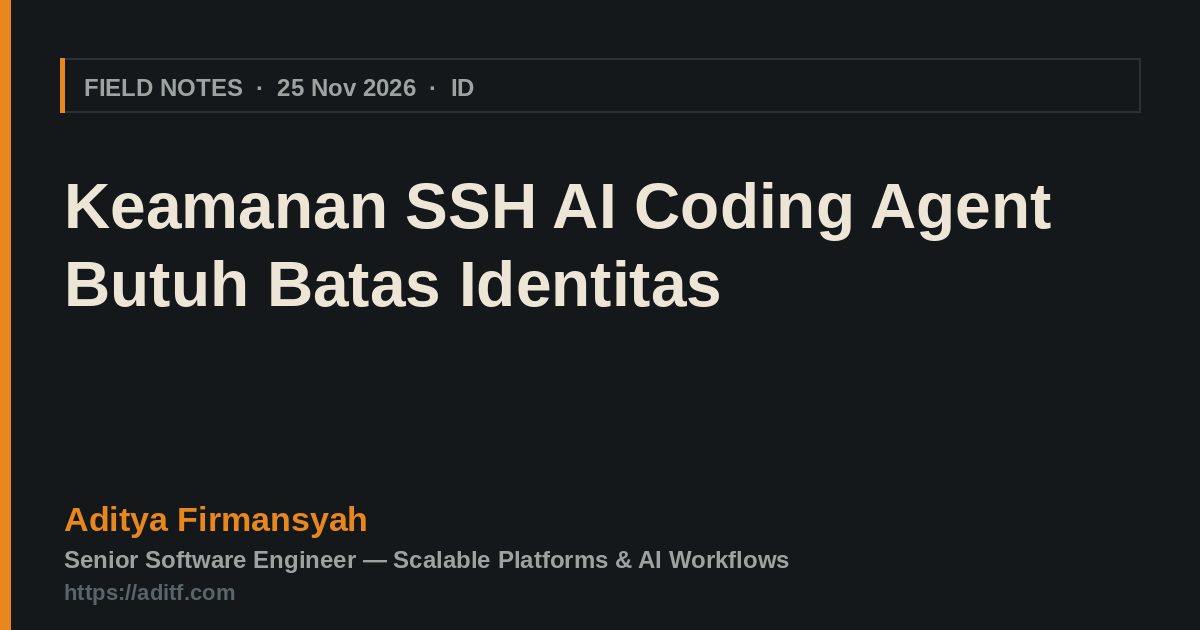 FIELD NOTES · 25 Nov 2026 · ID
Keamanan SSH AI Coding Agent
Butuh Batas Identitas
Aditya Firmansyah
Senior Software Engineer — Scalable Platforms & AI Workflows
https://aditf.com